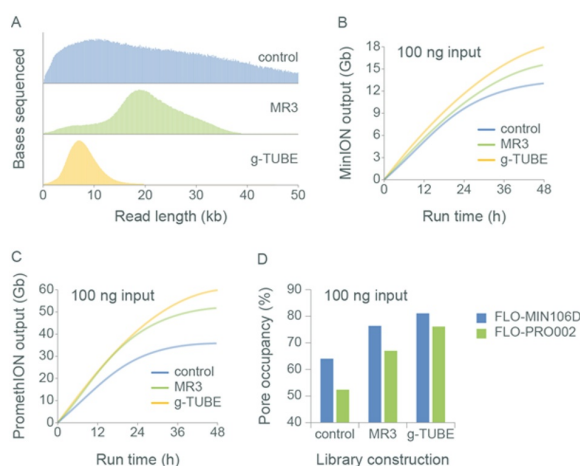 A
Bases sequenced
control
MR3
g-TUBE
0 10 20 30 40 50
Read length (kb)
B
MinION output (Gb)
18
15
12
9
6
3
0
100 ng input
control
MR3
g-TUBE
0 12 24 36 48
Run time (h)
C
PromethION output (Gb)
60
50
40
30
20
10
0
100 ng input
control
MR3
g-TUBE
0 12 24 36 48
Run time (h)
D
Pore occupancy (%)
90
80
70
60
50
40
100 ng input
FLO-MIN106D
FLO-PRO002
control MR3 g-TUBE
Library construction